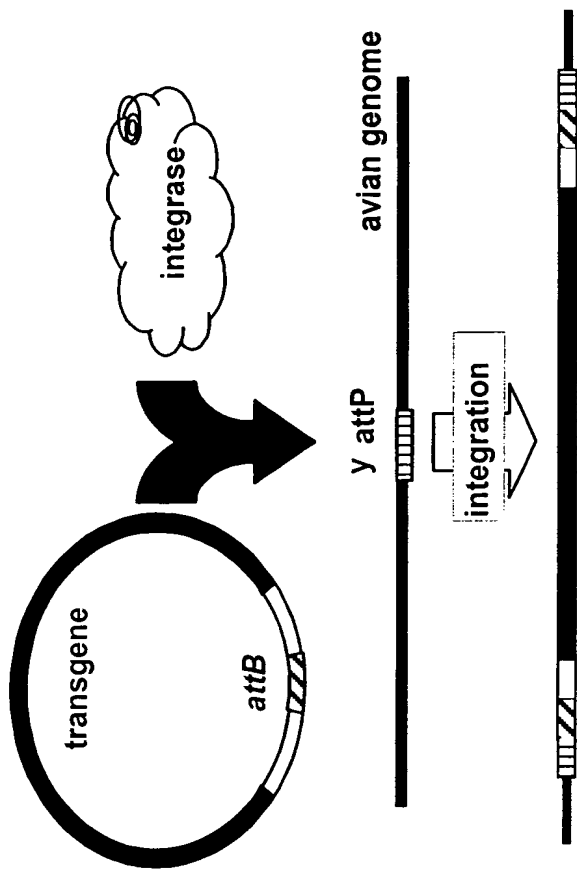 transgene
attB
integrase
y attP
avian genome
integration